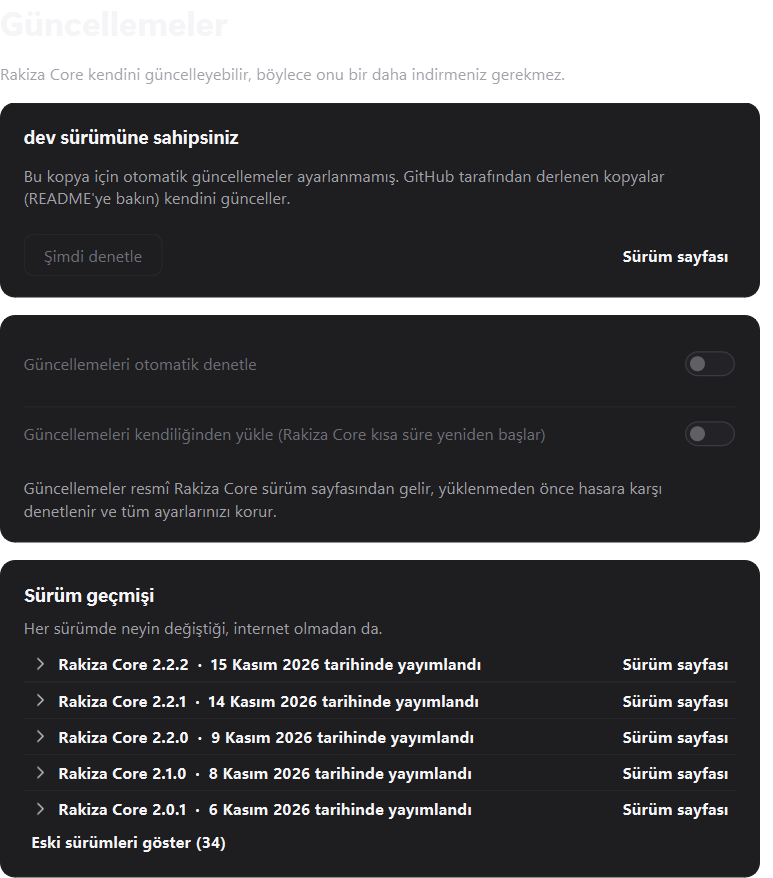 Güncellemeler
Rakiza Core kendini güncelleyebilir, böylece onu bir daha indirmeniz gerekmez.
dev sürümüne sahipsiniz
Bu kopya için otomatik güncellemeler ayarlanmamış. GitHub tarafından derlenen kopyalar
(README'ye bakın) kendini günceller.
Şimdi denetle
Sürüm sayfası
Güncellemeleri otomatik denetle
Güncellemeleri kendiliğinden yükle (Rakiza Core kısa süre yeniden başlar)
Güncellemeler resmî Rakiza Core sürüm sayfasından gelir, yüklenmeden önce hasara karşı
denetlenir ve tüm ayarlarınızı korur.
Sürüm geçmişi
Her sürümde neyin değiştiği, internet olmadan da.
Rakiza Core 2.2.2 · 15 Kasım 2026 tarihinde yayımlandı Sürüm sayfası
Rakiza Core 2.2.1 · 14 Kasım 2026 tarihinde yayımlandı Sürüm sayfası
Rakiza Core 2.2.0 · 9 Kasım 2026 tarihinde yayımlandı Sürüm sayfası
Rakiza Core 2.1.0 · 8 Kasım 2026 tarihinde yayımlandı Sürüm sayfası
Rakiza Core 2.0.1 · 6 Kasım 2026 tarihinde yayımlandı Sürüm sayfası
Eski sürümleri göster (34)